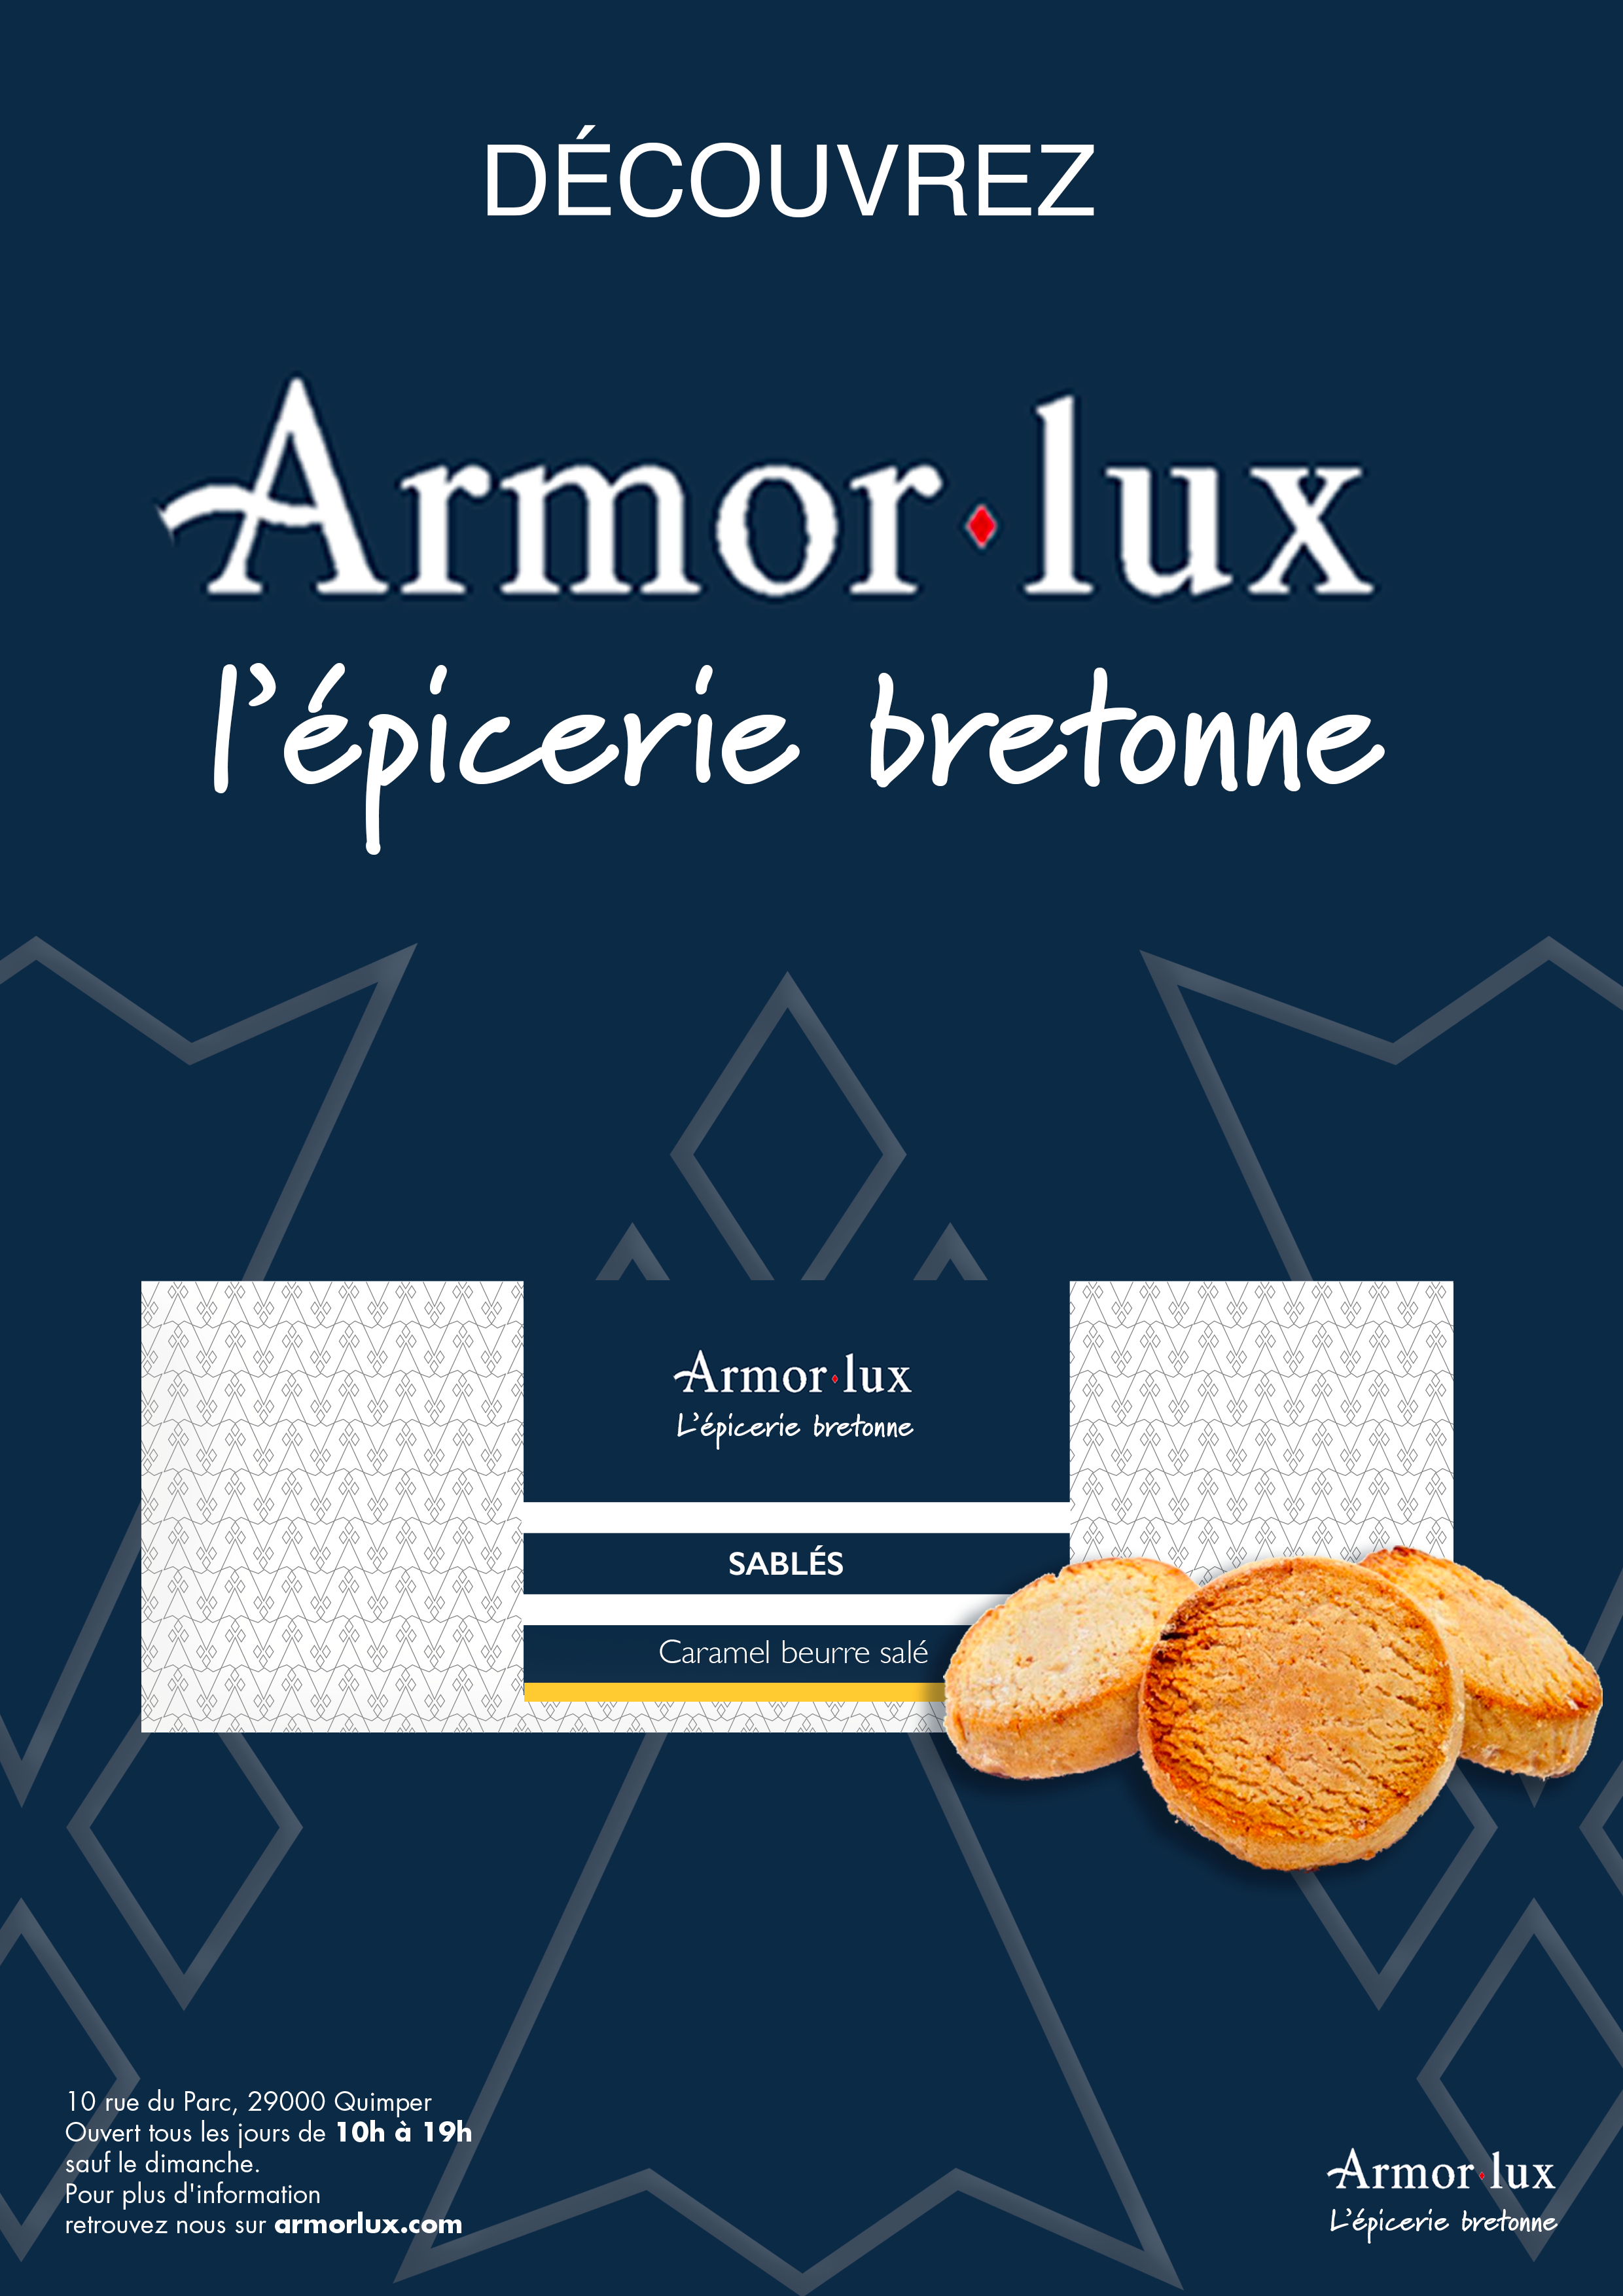 DÉCOUVREZ
Armor lux
l'épicerie bretonne
Armor lux
L'épicerie bretonne
SABLÉS
Caramel beurre salé
10 rue du Parc, 29000 Quimper
Ouvert tous les jours de 10h à 19h
sauf le dimanche.
Pour plus d'information
retrouvez nous sur armorlux.com
Armor lux
L'épicerie bretonne